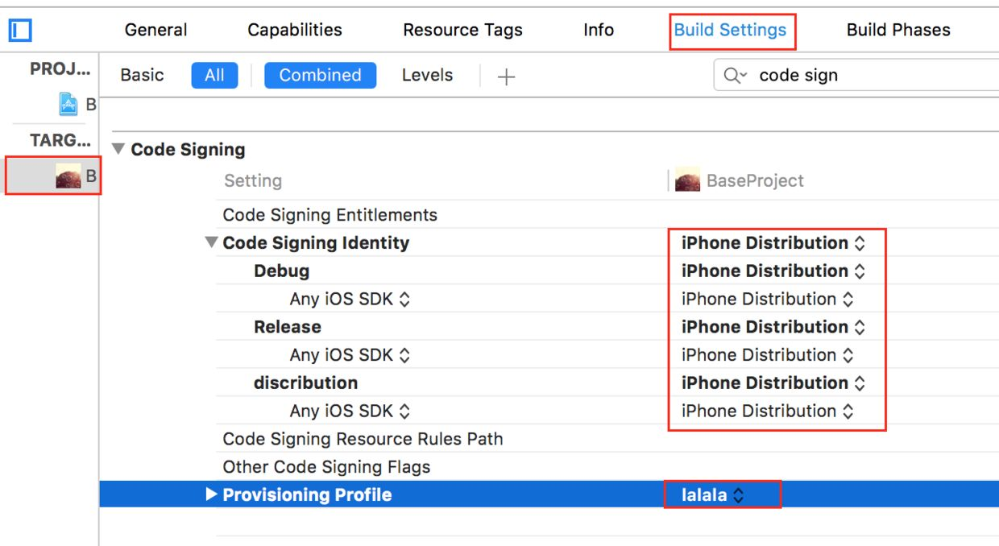 General Capabilities Resource Tags Info Build Settings Build Phases
PROJ...
Basic All Combined Levels + code sign
B
TARG...
Code Signing
B
Setting BaseProject
Code Signing Entitlements
Code Signing Identity iPhone Distribution
Debug iPhone Distribution
Any iOS SDK iPhone Distribution
Release iPhone Distribution
Any iOS SDK iPhone Distribution
discribution iPhone Distribution
Any iOS SDK iPhone Distribution
Code Signing Resource Rules Path
Other Code Signing Flags
Provisioning Profile lalala